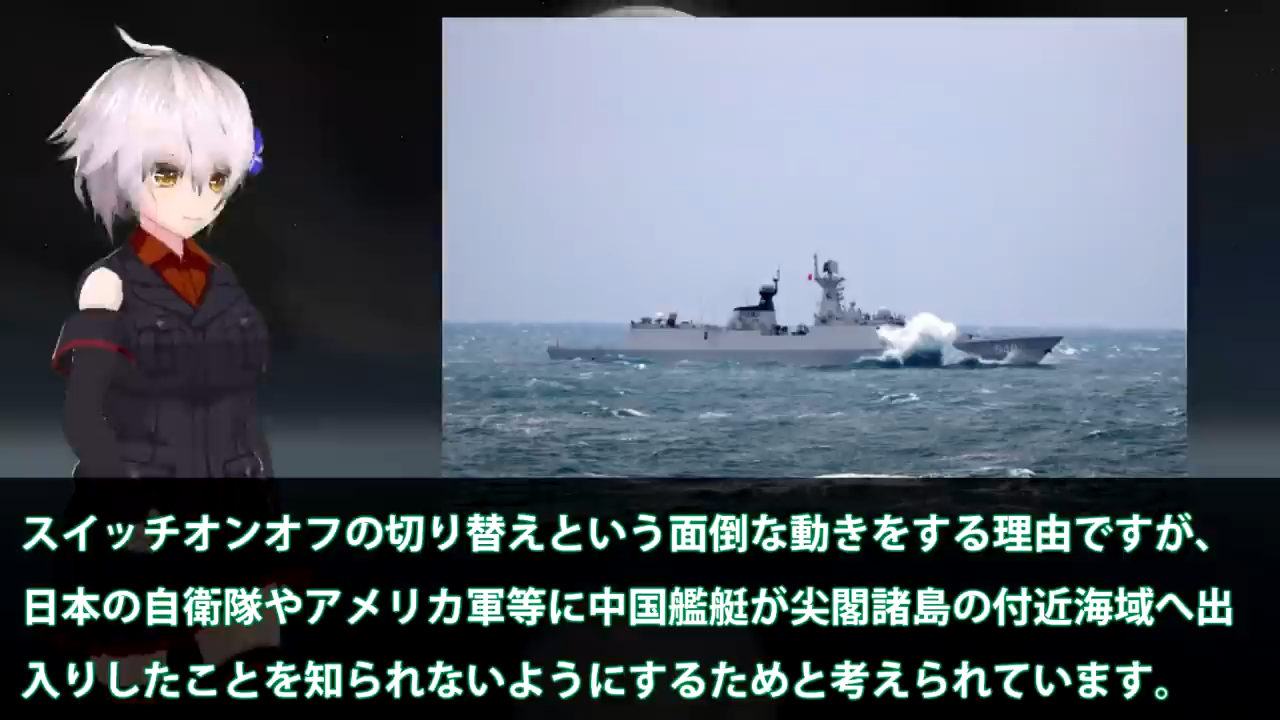 スイッチオンオフの切り替えという面倒な動きをする理由ですが、
日本の自衛隊やアメリカ軍等に中国艦艇が尖閣諸島の付近海域へ出
入りしたことを知られないようにするためと考えられています。